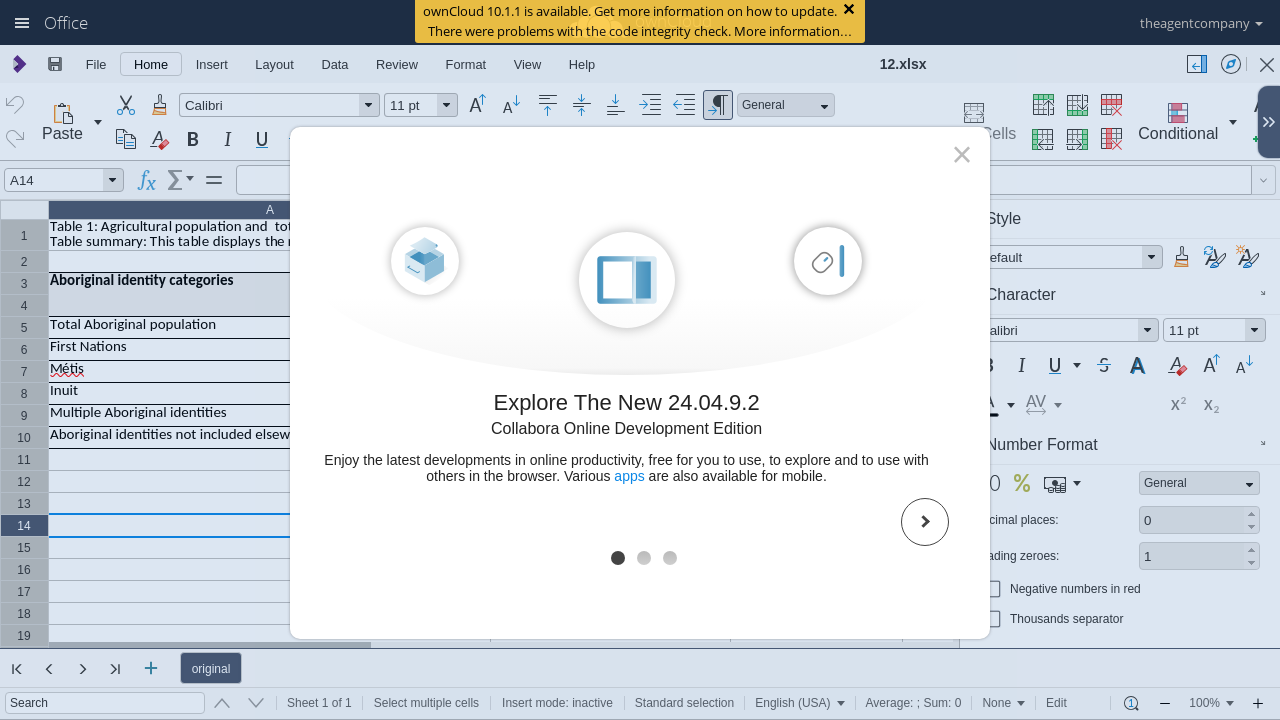 ownCloud 10.1.1 is available. Get more information on how to update.
There were problems with the code integrity check. More information…
Office
theagentcompany
File
Home
Insert
Layout
Data
Review
Format
View
Help
12.xlsx
Paste
Calibri
11 pt
General
Cells
Conditional
A14
A
1
2
3
4
5
6
7
8
9
10
11
12
13
14
15
16
17
18
19
Table 1: Agricultural population and
Table summary: This table displays the
Aboriginal identity categories
Total Aboriginal population
First Nations
Métis
Inuit
Multiple Aboriginal identities
Aboriginal identities not included
Explore The New 24.04.9.2
Collabora Online Development Edition
Enjoy the latest developments in online productivity, free for you to use, to explore and to use with
others in the browser. Various apps are also available for mobile.
Style
Character
11 pt
Number Format
General
0
1
Negative numbers in red
Thousands separator
original
Search
Sheet 1 of 1
Select multiple cells
Insert mode: inactive
Standard selection
English (USA)
Average: ; Sum: 0
None
Edit
100%